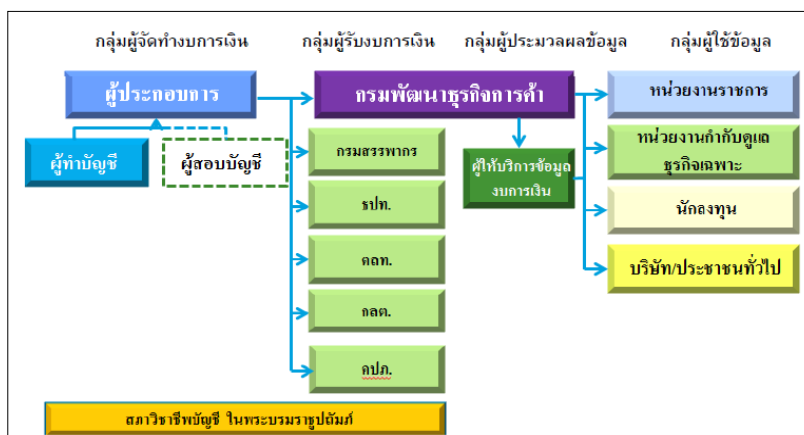 กลุ่มผู้จัดทำงบการเงิน
กลุ่มผู้รับงบการเงิน
กลุ่มผู้ประมวลผลข้อมูล
กลุ่มผู้ใช้ข้อมูล
ผู้ประกอบการ
กรมพัฒนาธุรกิจการค้า
หน่วยงานราชการ
ผู้ทำบัญชี
ผู้สอบบัญชี
กรมสรรพากร
ผู้ให้บริการข้อมูล
งบการเงิน
หน่วยงานกำกับดูแล
ธุรกิจเฉพาะ
ธปท.
นักลงทุน
ตลท.
บริษัท/ประชาชนทั่วไป
กลต.
คปภ.
สภาวิชาชีพบัญชี ในพระบรมราชูปถัมภ์